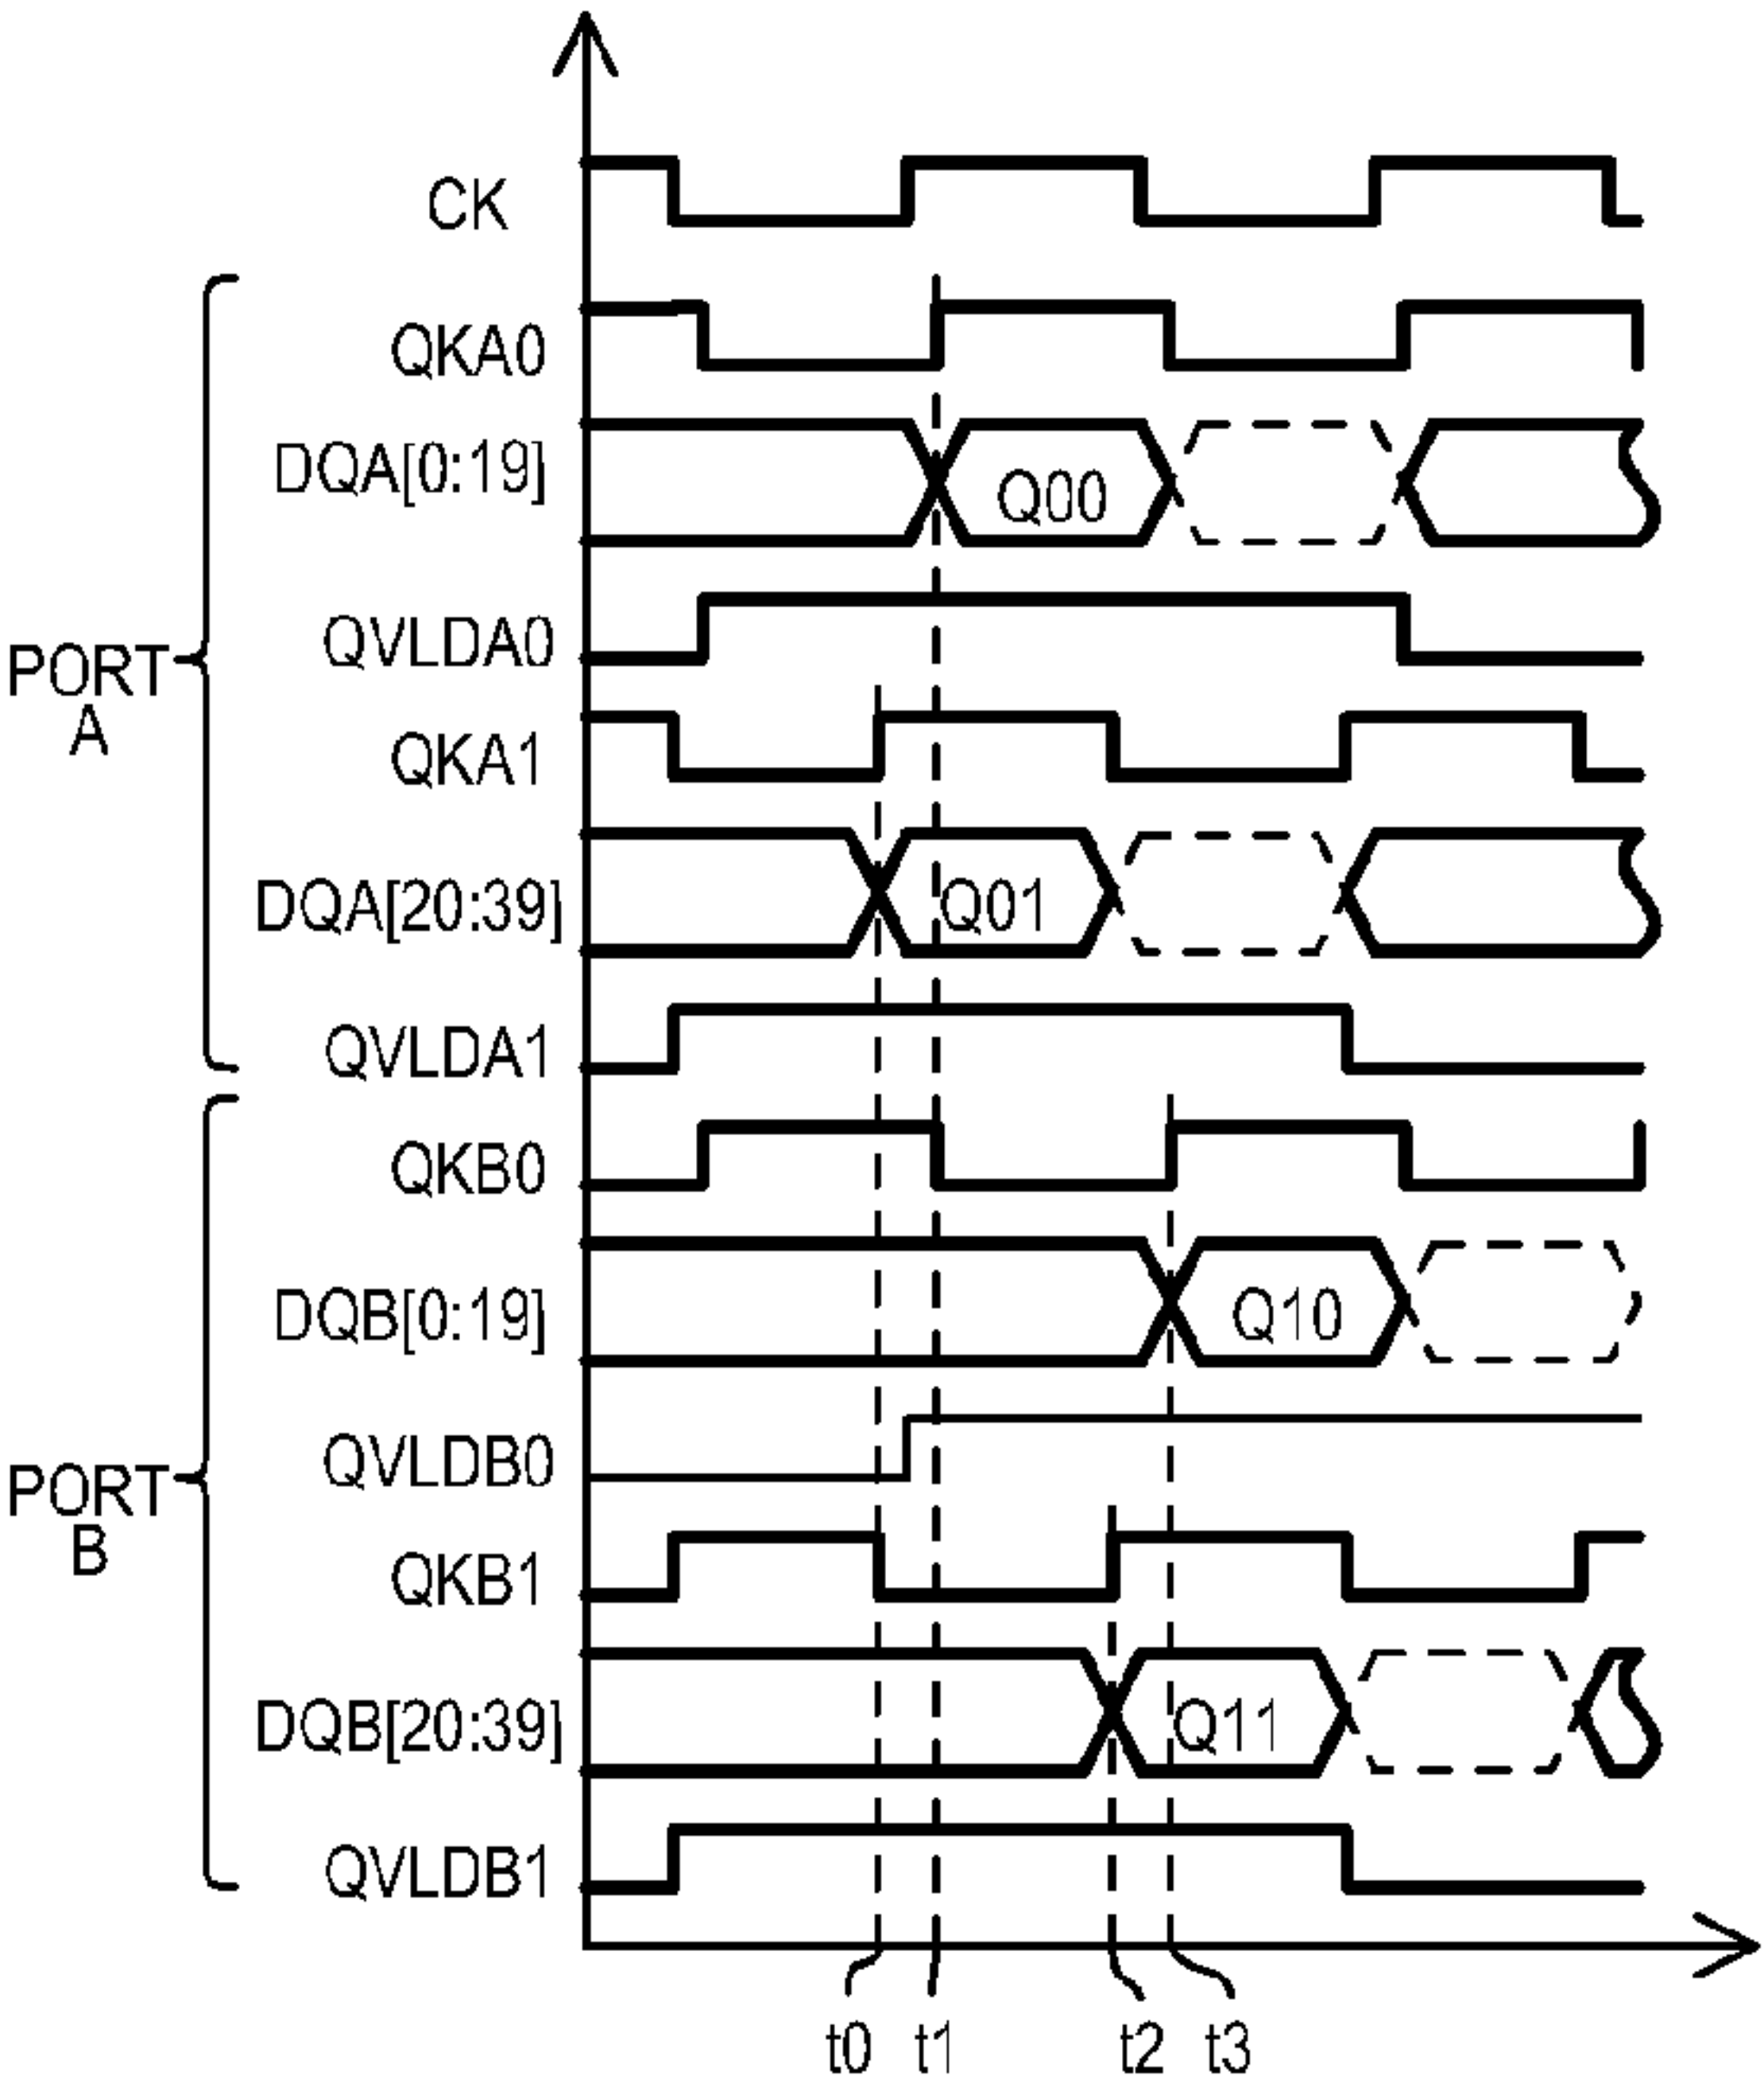 CK
QKA0
DQA[0:19]
Q00
QVLDA0
PORT
A
QKA1
DQA[20:39]
Q01
QVLDA1
QKB0
DQB[0:19]
Q10
QVLDB0
PORT
B
QKB1
DQB[20:39]
Q11
QVLDB1
t0 t1 t2 t3